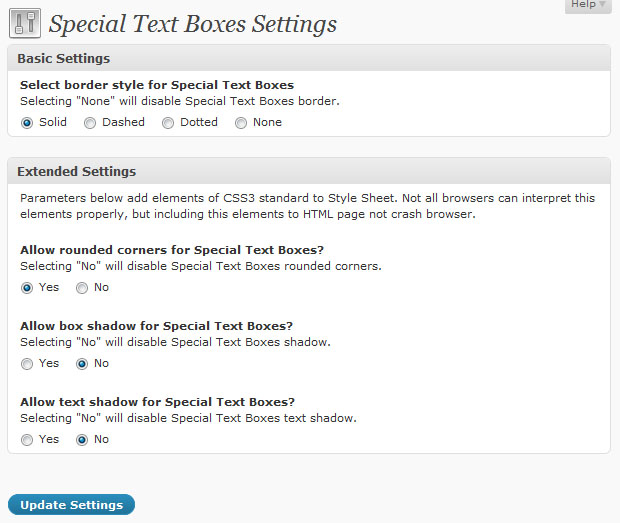 Help
Special Text Boxes Settings
Basic Settings
Select border style for Special Text Boxes
Selecting "None" will disable Special Text Boxes border.
Solid Dashed Dotted None
Extended Settings
Parameters below add elements of CSS3 standard to Style Sheet. Not all browsers can interpret this
elements properly, but including this elements to HTML page not crash browser.
Allow rounded corners for Special Text Boxes?
Selecting "No" will disable Special Text Boxes rounded corners.
Yes No
Allow box shadow for Special Text Boxes?
Selecting "No" will disable Special Text Boxes shadow.
Yes No
Allow text shadow for Special Text Boxes?
Selecting "No" will disable Special Text Boxes text shadow.
Yes No
Update Settings